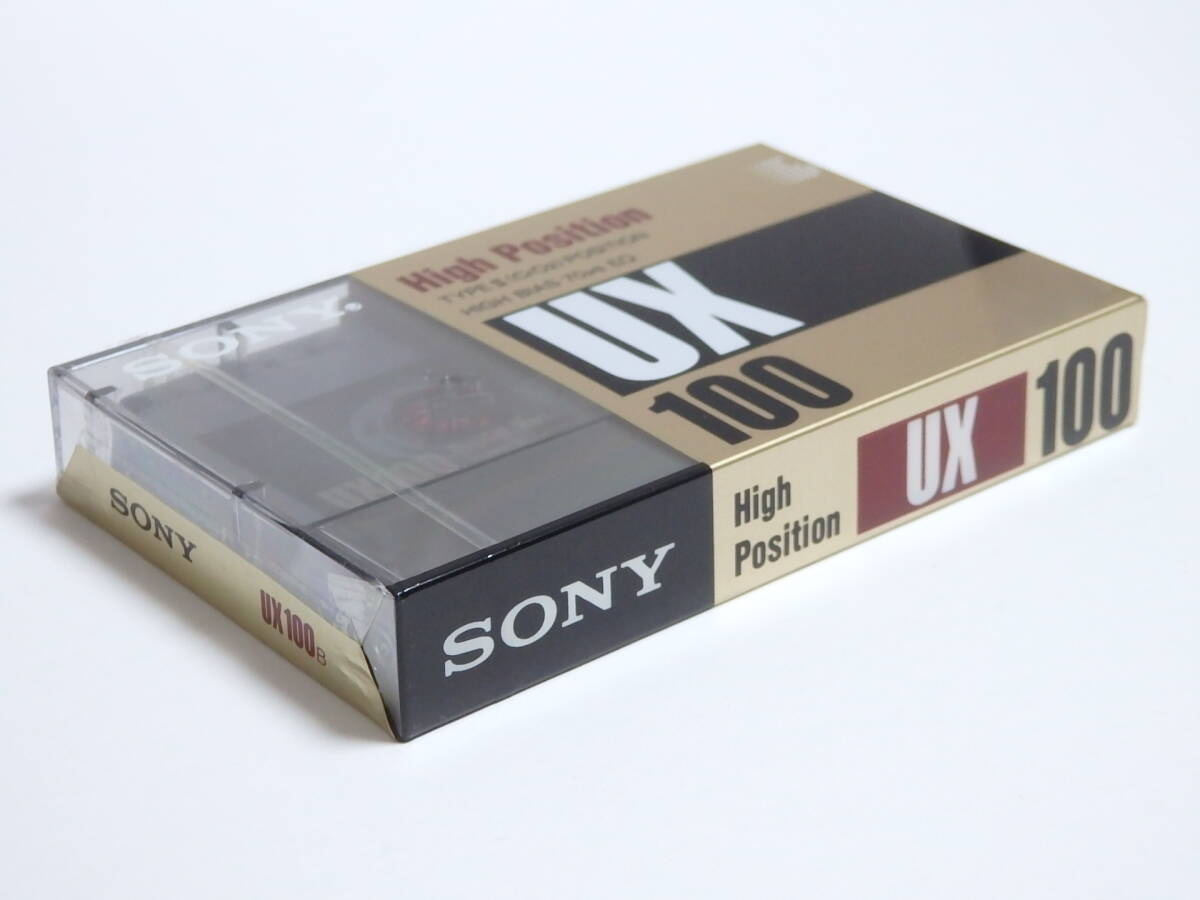 SONY®
High Position
TYPE II (CrO2) POSITION
HIGH BIAS 70µs EQ
UX
100
SONY
High
Position
UX
100
SONY
UX100B